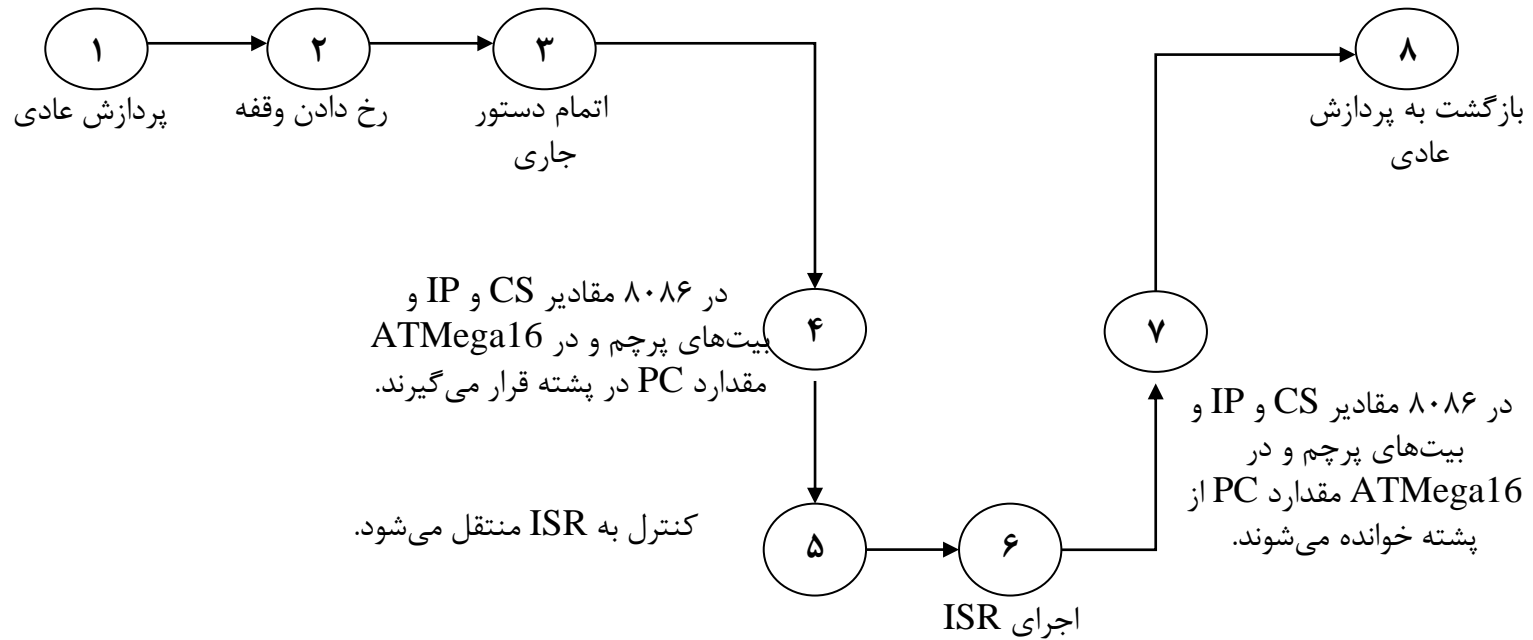 ۱
پردازش عادی
۲
رخ دادن وقفه
۳
اتمام دستور
جاری
در ۸۰۸۶ مقادیر CS و IP و
بیت‌های پرچم و در ATMega16
مقدارد PC در پشته قرار می‌گیرند.
۴
کنترل به ISR منتقل می‌شود.
۵
۶
اجرای ISR
۷
در ۸۰۸۶ مقادیر CS و IP و
بیت‌های پرچم و در
ATMega16 مقدارد PC از
پشته خوانده می‌شوند.
۸
بازگشت به پردازش
عادی